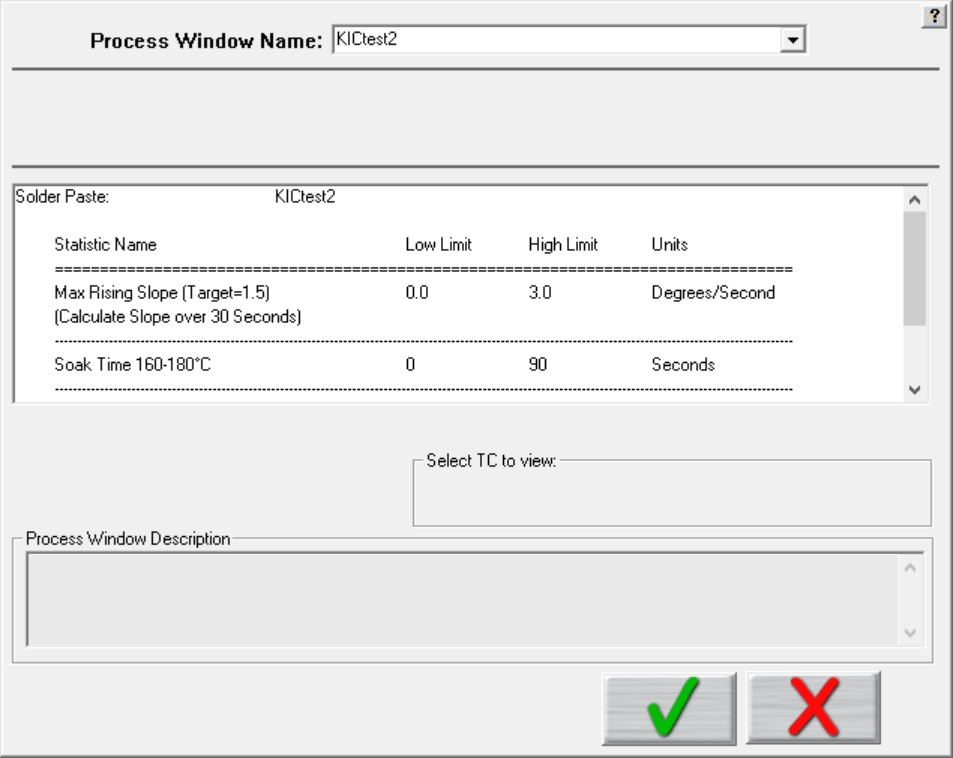 ?
Process Window Name: KICtest2
Solder Paste: KICtest2
Statistic Name Low Limit High Limit Units
==================================================================================
Max Rising Slope (Target=1.5) 0.0 3.0 Degrees/Second
(Calculate Slope over 30 Seconds)
Soak Time 160-180°C 0 90 Seconds
Select TC to view:
Process Window Description